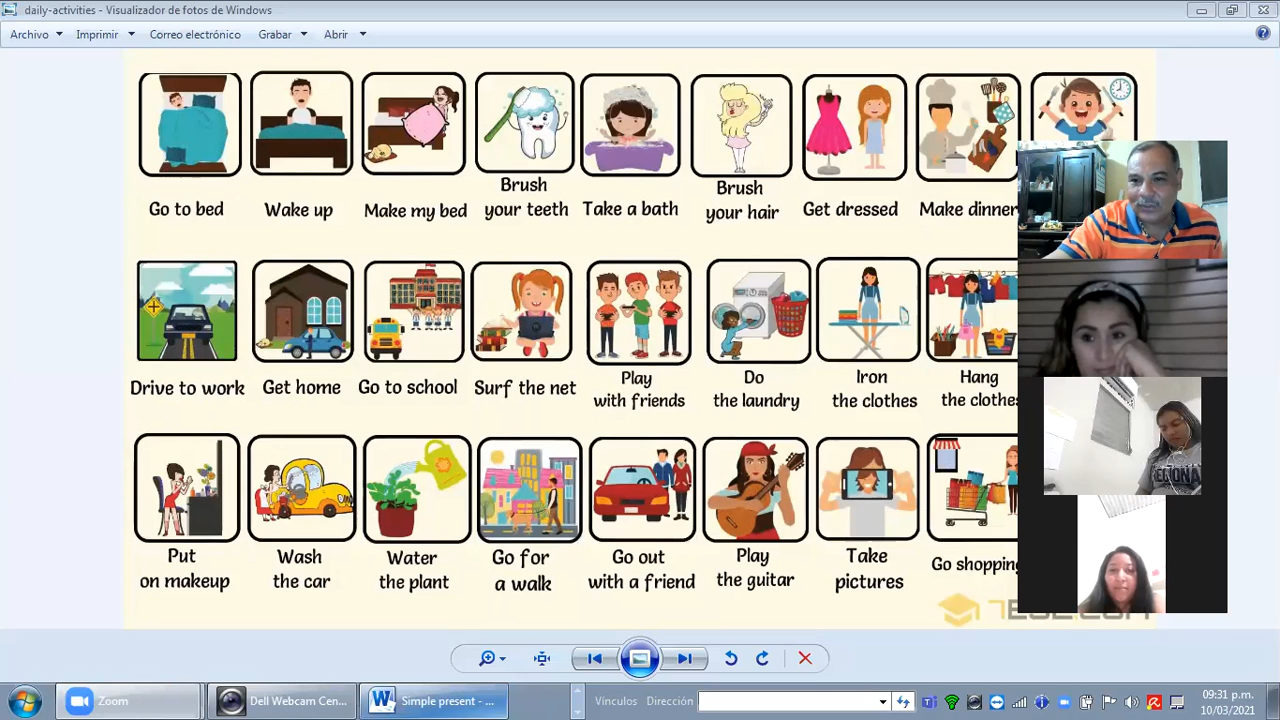 daily-activities - Visualizador de fotos de Windows
Archivo Imprimir Correo electrónico Grabar Abrir
Go to bed
Wake up
Make my bed
Brush
your teeth
Take a bath
Brush
your hair
Get dressed
Make dinner
Drive to work
Get home
Go to school
Surf the net
Play
with friends
Do
the laundry
Iron
the clothes
Hang
the clothes
Put
on makeup
Wash
the car
Water
the plant
Go for
a walk
Go out
with a friend
Play
the guitar
Take
pictures
Go shopping
Zoom
Dell Webcam Cen...
Simple present - ...
Vínculos Dirección
09:31 p.m.
10/03/2021